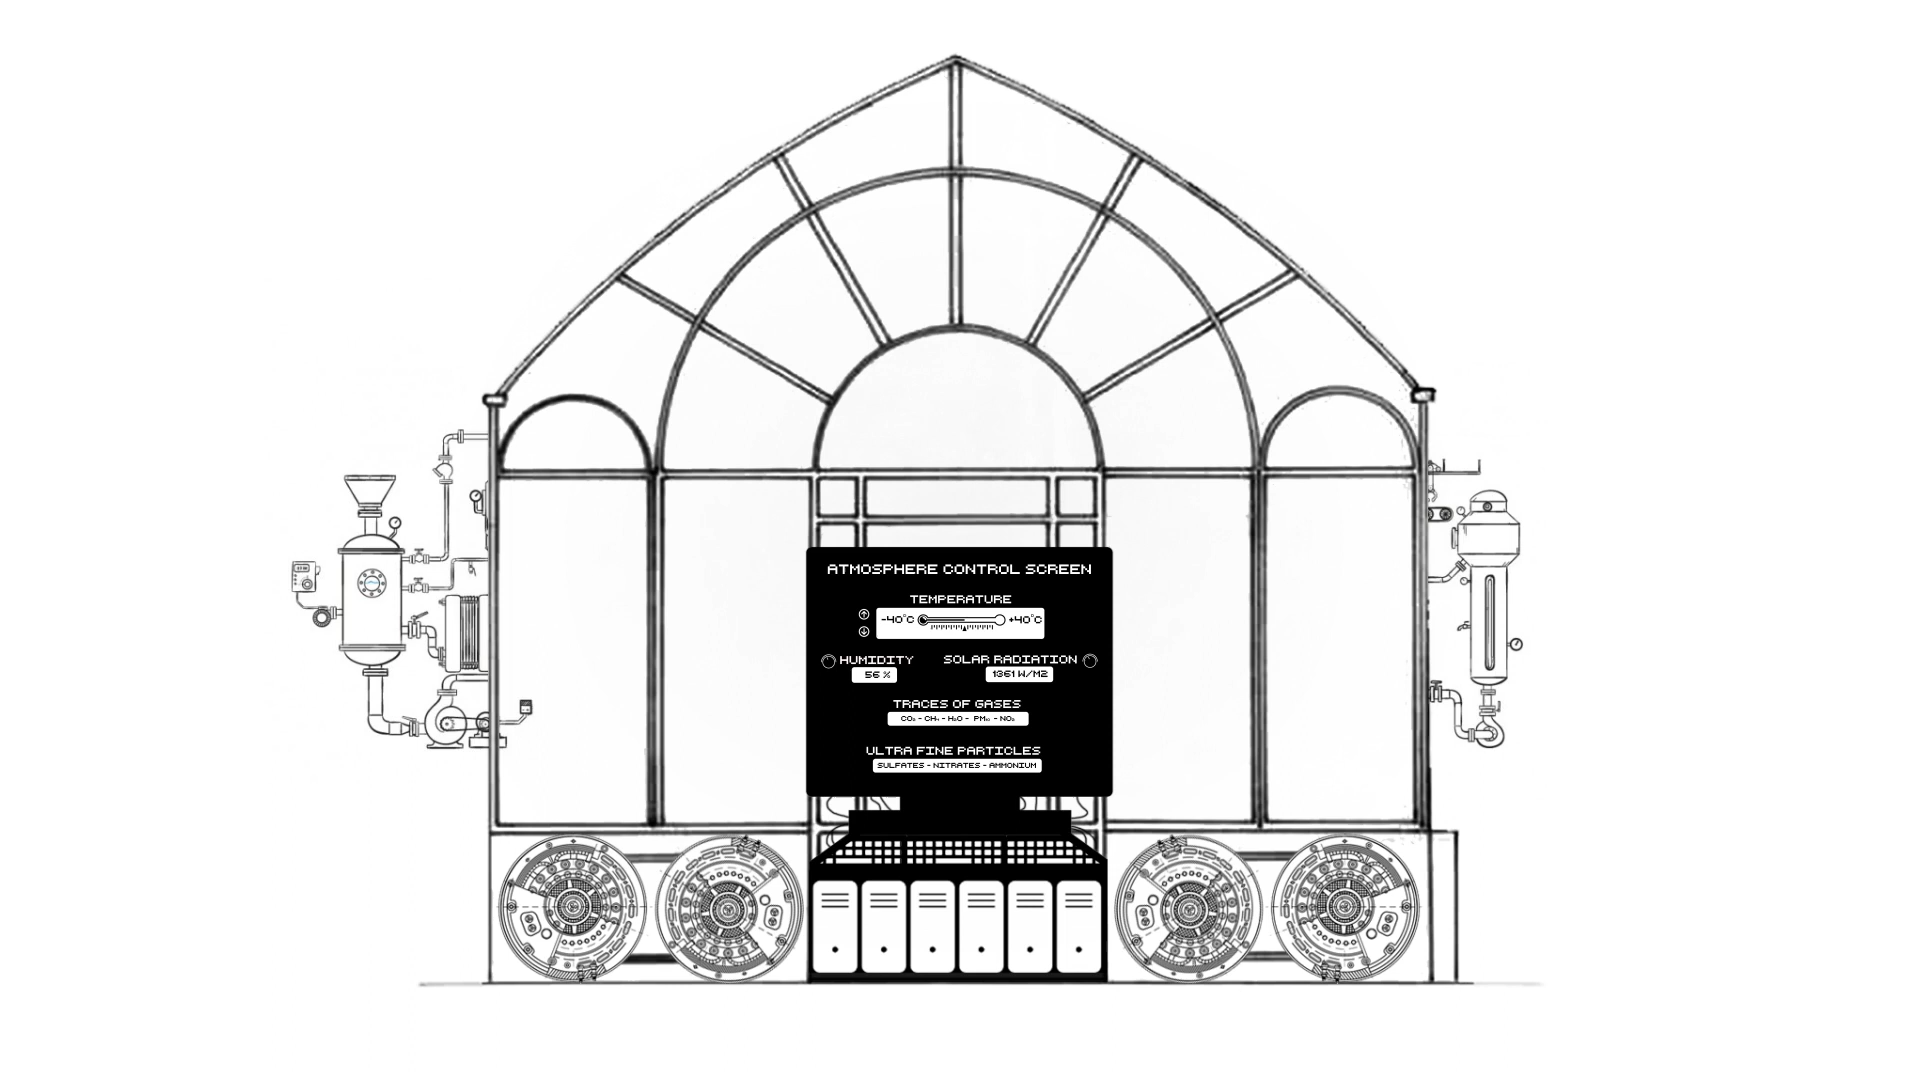 ATMOSPHERE CONTROL SCREEN
TEMPERATURE
-40°C +40°C
HUMIDITY SOLAR RADIATION
56 % 1361 W/M2
TRACES OF GASES
CO₂ - CH₄ - H₂O - PM₁₀ - NO₂
ULTRA FINE PARTICLES
SULFATES - NITRATES - AMMONIUM